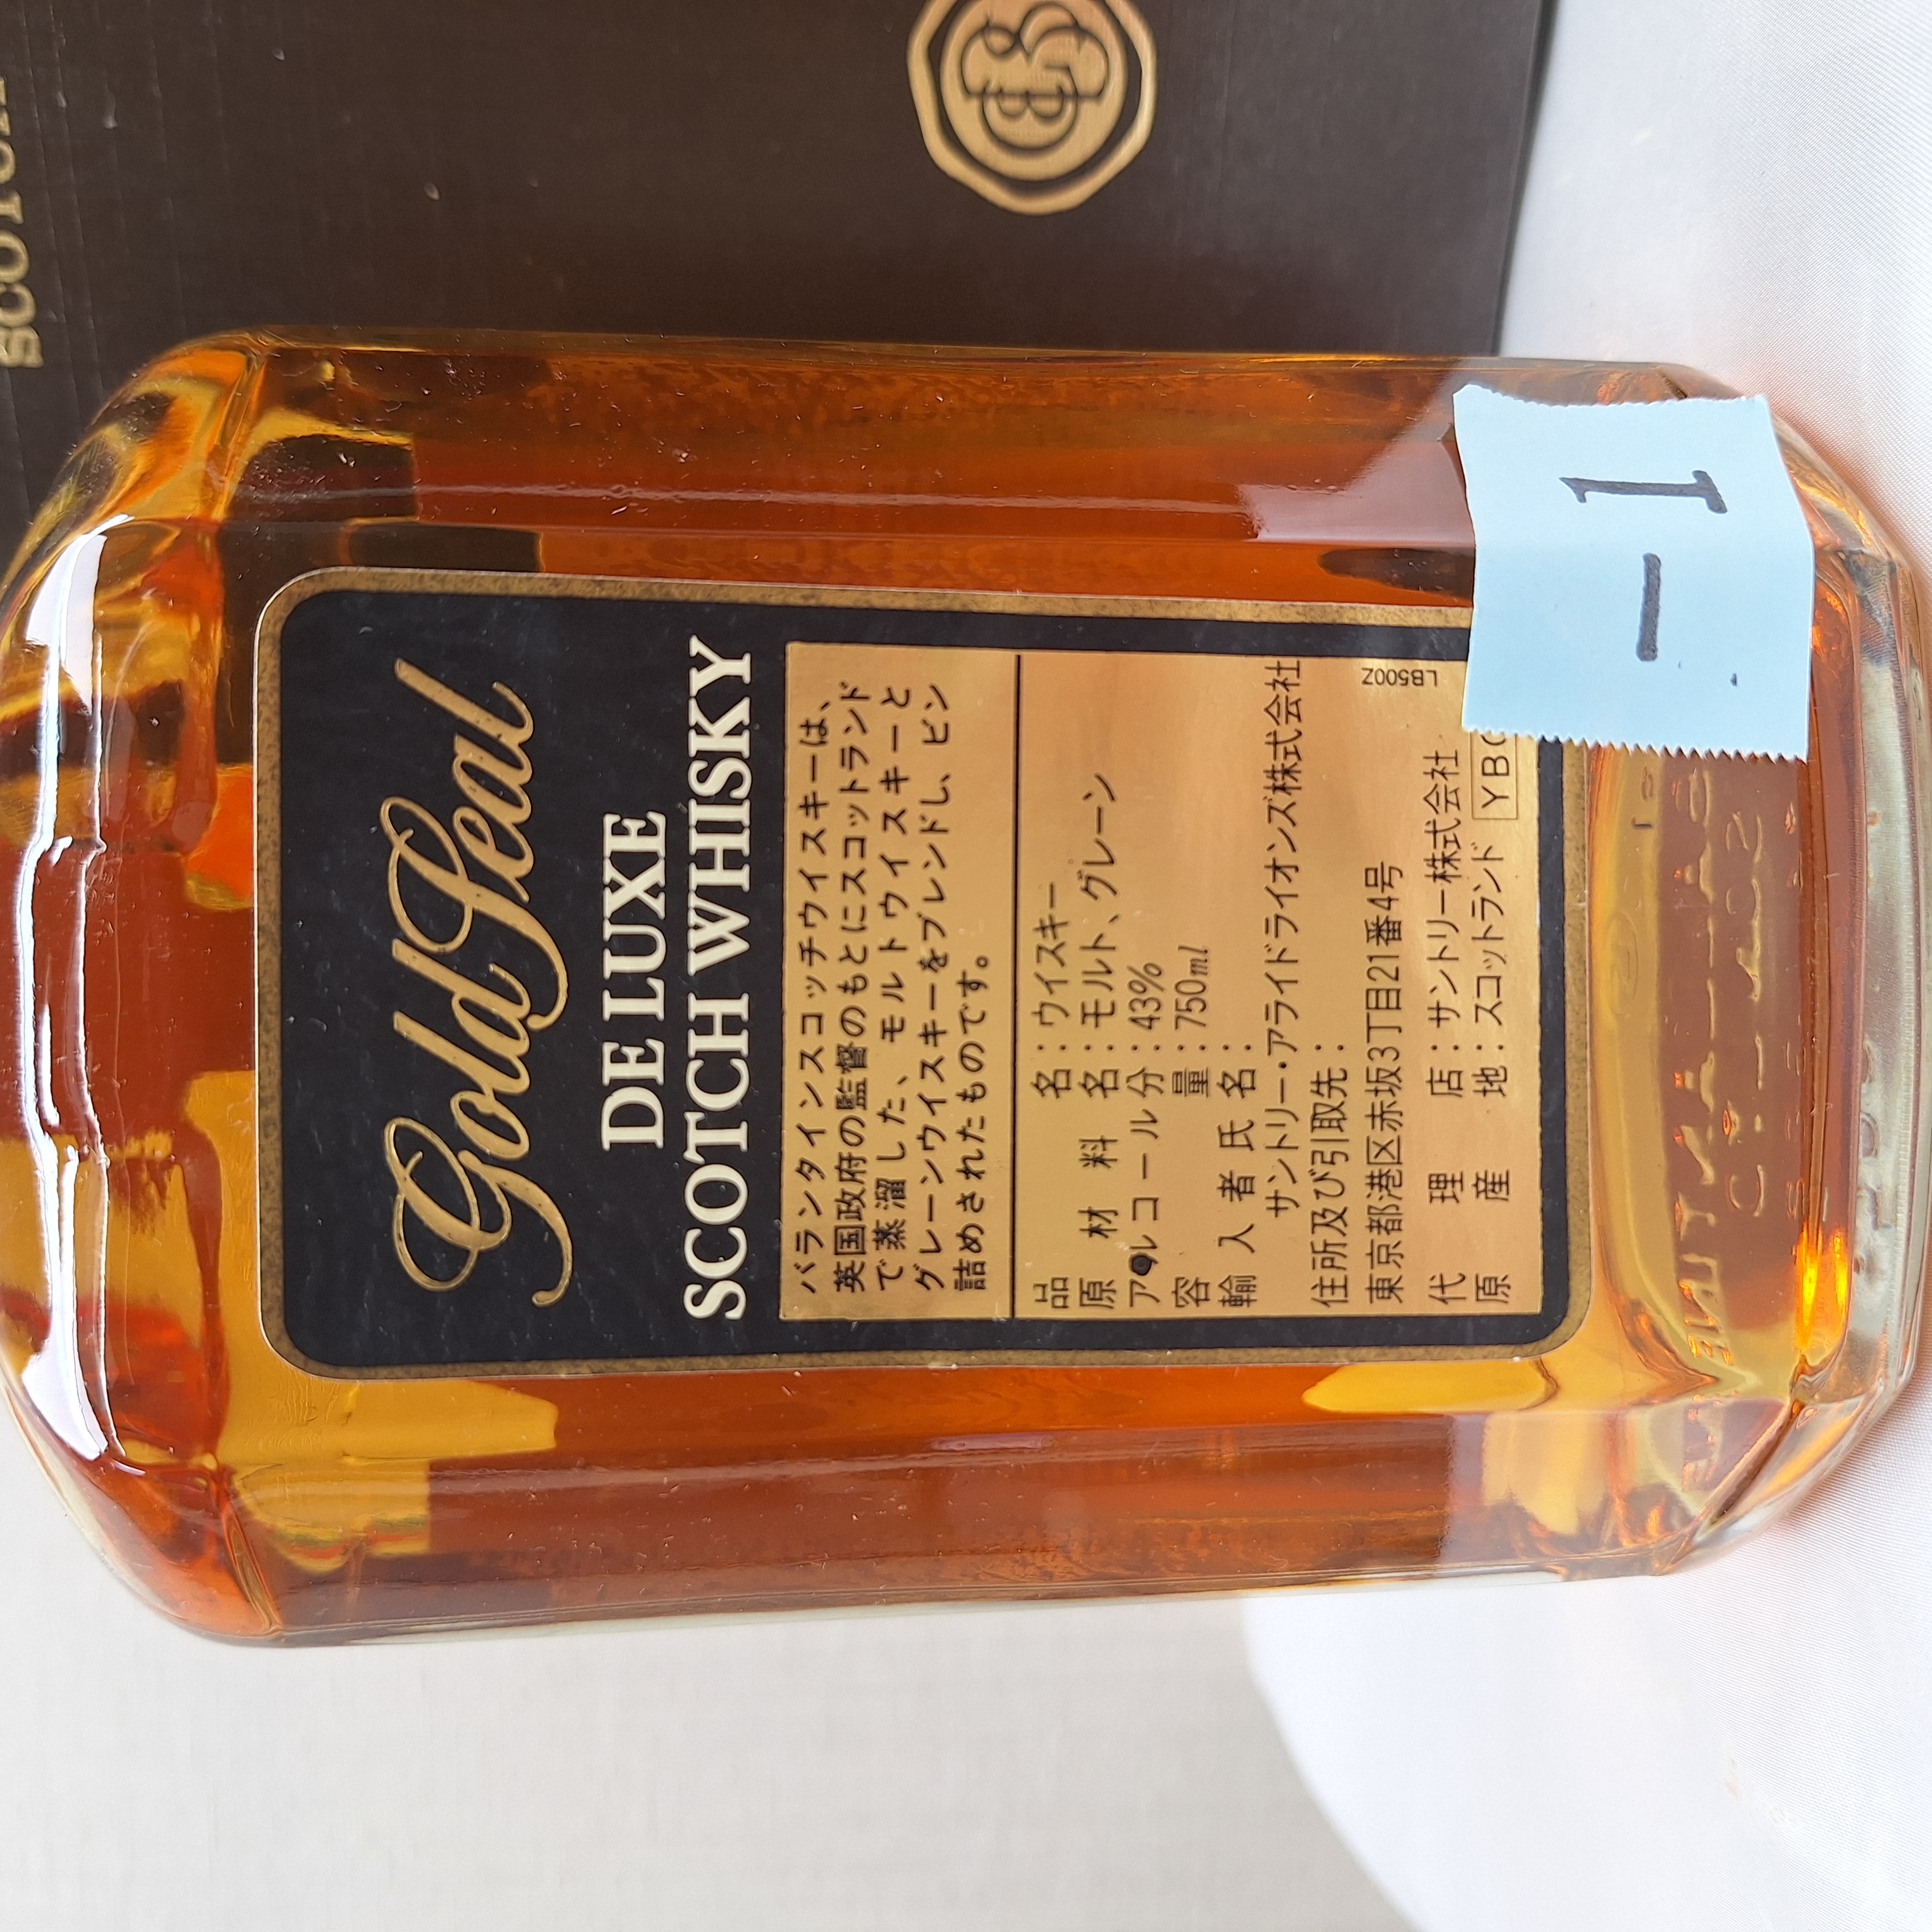 SCOTCH
Gold Seal
DE LUXE
SCOTCH WHISKY
バランタインスコッチウイスキーは、
英国政府の監督のもとにスコットランド
で蒸溜した、モルトウイスキーと
グレーンウイスキーをブレンドし、ビン
詰めされたものです。
品名:ウイスキー
原材料名:モルト、グレーン
アルコール分:43%
容量:750ml
輸入者氏名:
サントリー・アライドライオンズ株式会社
住所及び引取先:
東京都港区赤坂3丁目21番4号
代理店:サントリー株式会社
原産地:スコットランド
LB500Z
1-